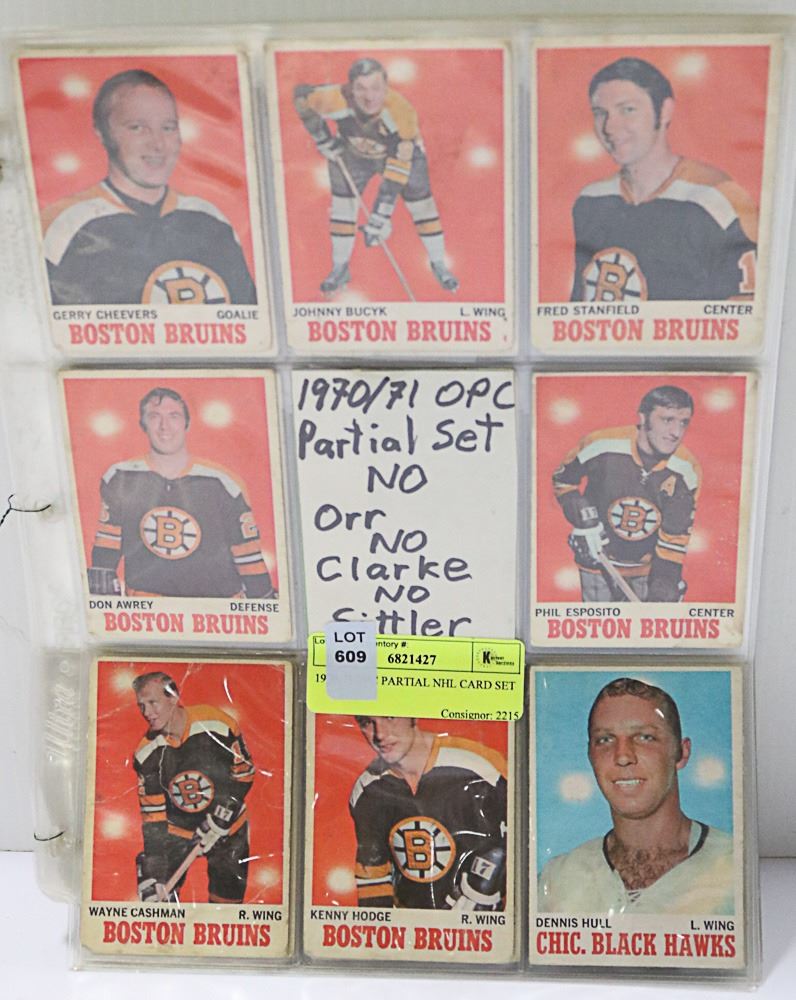 GERRY CHEEVERS GOALIE
BOSTON BRUINS
JOHNNY BUCYK L. WING
BOSTON BRUINS
FRED STANFIELD CENTER
BOSTON BRUINS
DON AWREY DEFENSE
BOSTON BRUINS
1970/71 OPC
Partial Set
NO
Orr
NO
Clarke
NO
Sittler
PHIL ESPOSITO CENTER
BOSTON BRUINS
LOT
609
6821427
PARTIAL NHL CARD SET
Consignor: 2215
WAYNE CASHMAN R. WING
BOSTON BRUINS
KENNY HODGE R. WING
BOSTON BRUINS
DENNIS HULL L. WING
CHIC. BLACK HAWKS
Ultra